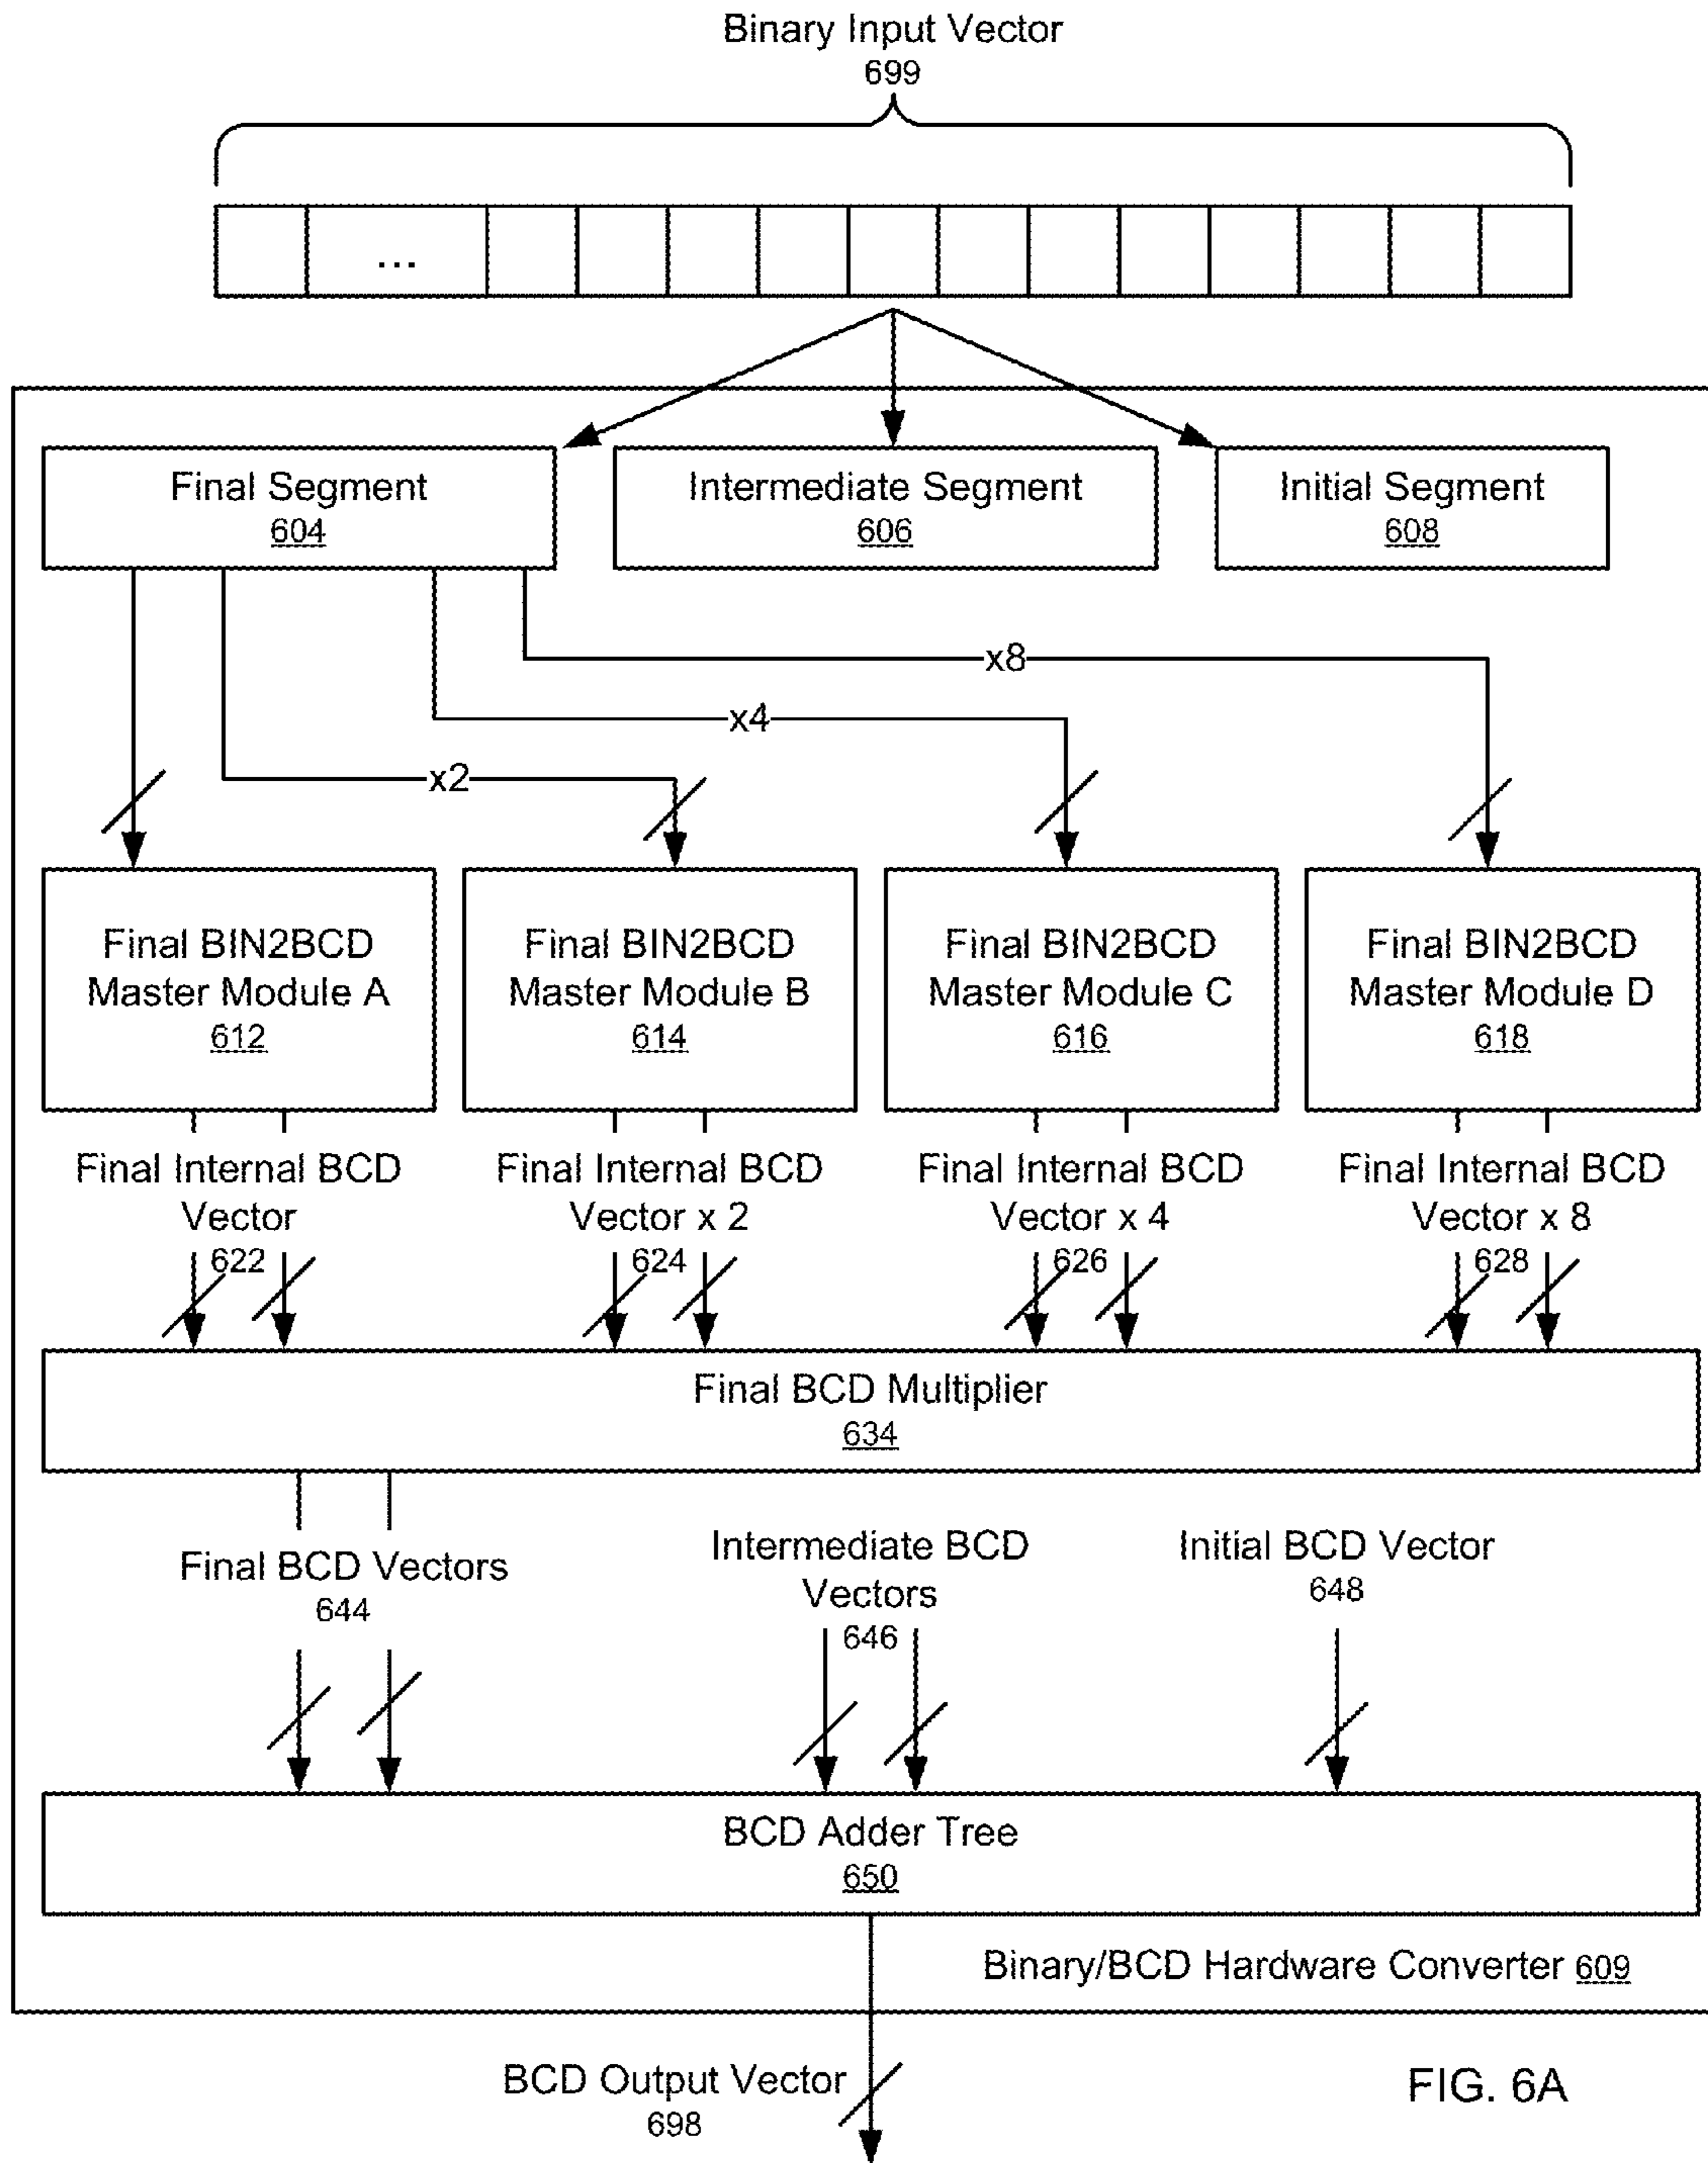 Binary Input Vector
699
...
Final Segment
604
Intermediate Segment
606
Initial Segment
608
x8
x4
x2
Final BIN2BCD
Master Module A
612
Final BIN2BCD
Master Module B
614
Final BIN2BCD
Master Module C
616
Final BIN2BCD
Master Module D
618
Final Internal BCD
Vector
622
Final Internal BCD
Vector x 2
624
Final Internal BCD
Vector x 4
626
Final Internal BCD
Vector x 8
628
Final BCD Multiplier
634
Final BCD Vectors
644
Intermediate BCD
Vectors
646
Initial BCD Vector
648
BCD Adder Tree
650
Binary/BCD Hardware Converter 609
BCD Output Vector
698
FIG. 6A